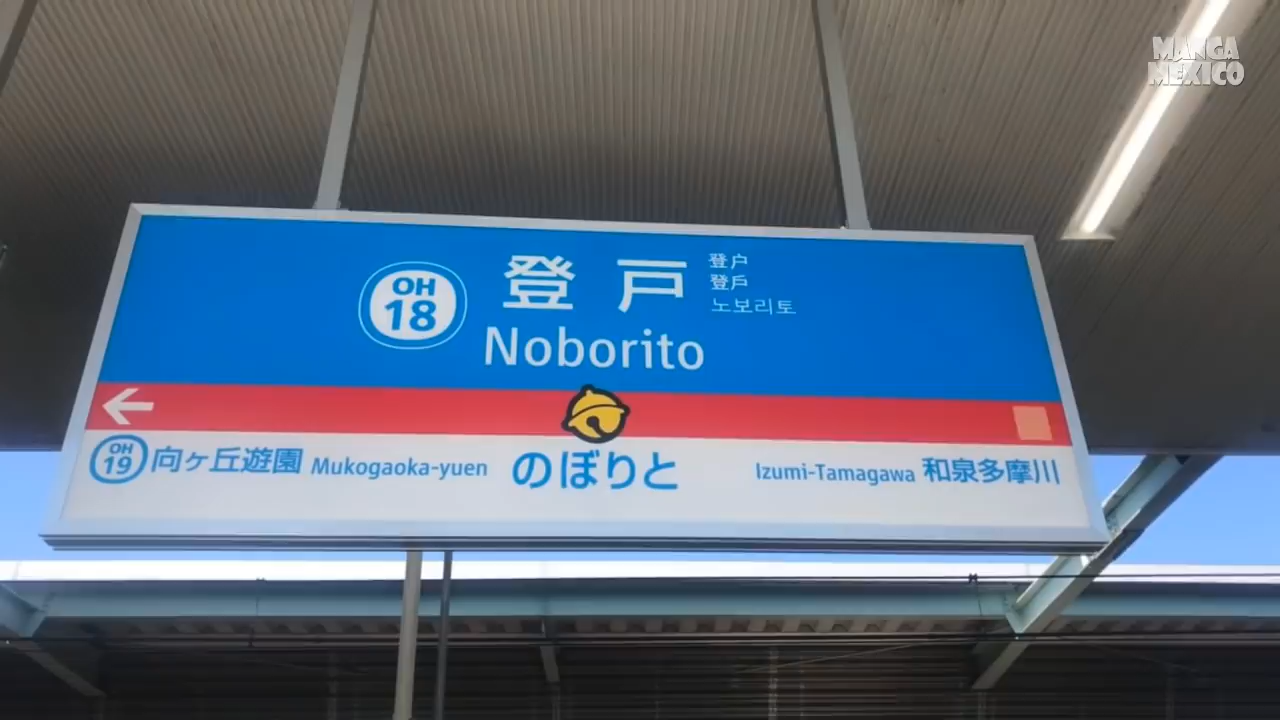 MANGA
MEXICO
OH
18
登戸
登户
登戶
노보리토
Noborito
OH
19
向ヶ丘遊園 Mukogaoka-yuen
のぼりと
Izumi-Tamagawa 和泉多摩川